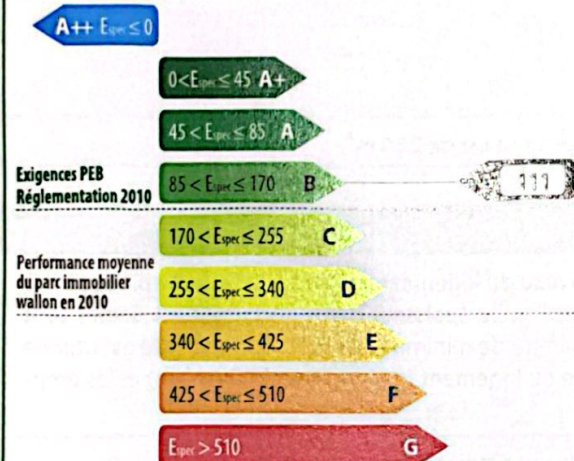 A++ Espec ≤ 0
0<Espec ≤ 45 A+
45 < Espec ≤ 85 A
Exigences PEB
Réglementation 2010
85 < Espec ≤ 170 B
170 < Espec ≤ 255 C
Performance moyenne
du parc immobilier
wallon en 2010
255 < Espec ≤ 340 D
340 < Espec ≤ 425 E
425 < Espec ≤ 510 F
Espec > 510 G